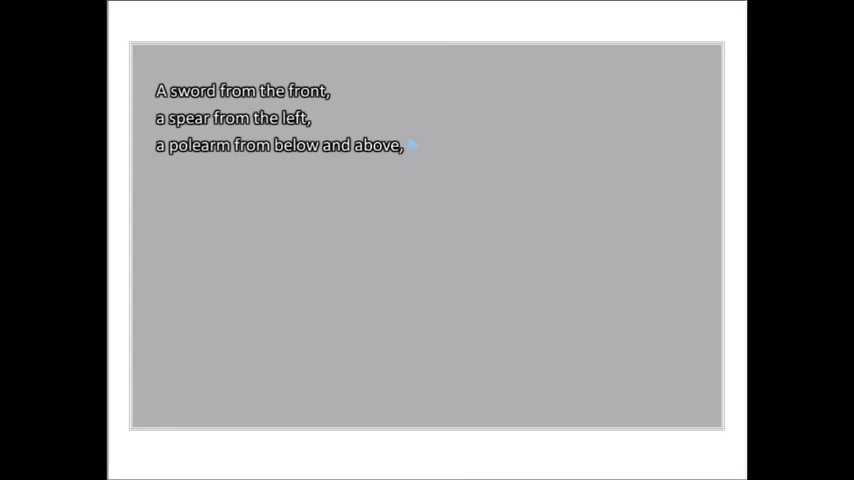 A sword from the front,
a spear from the left,
a polearm from below and above,